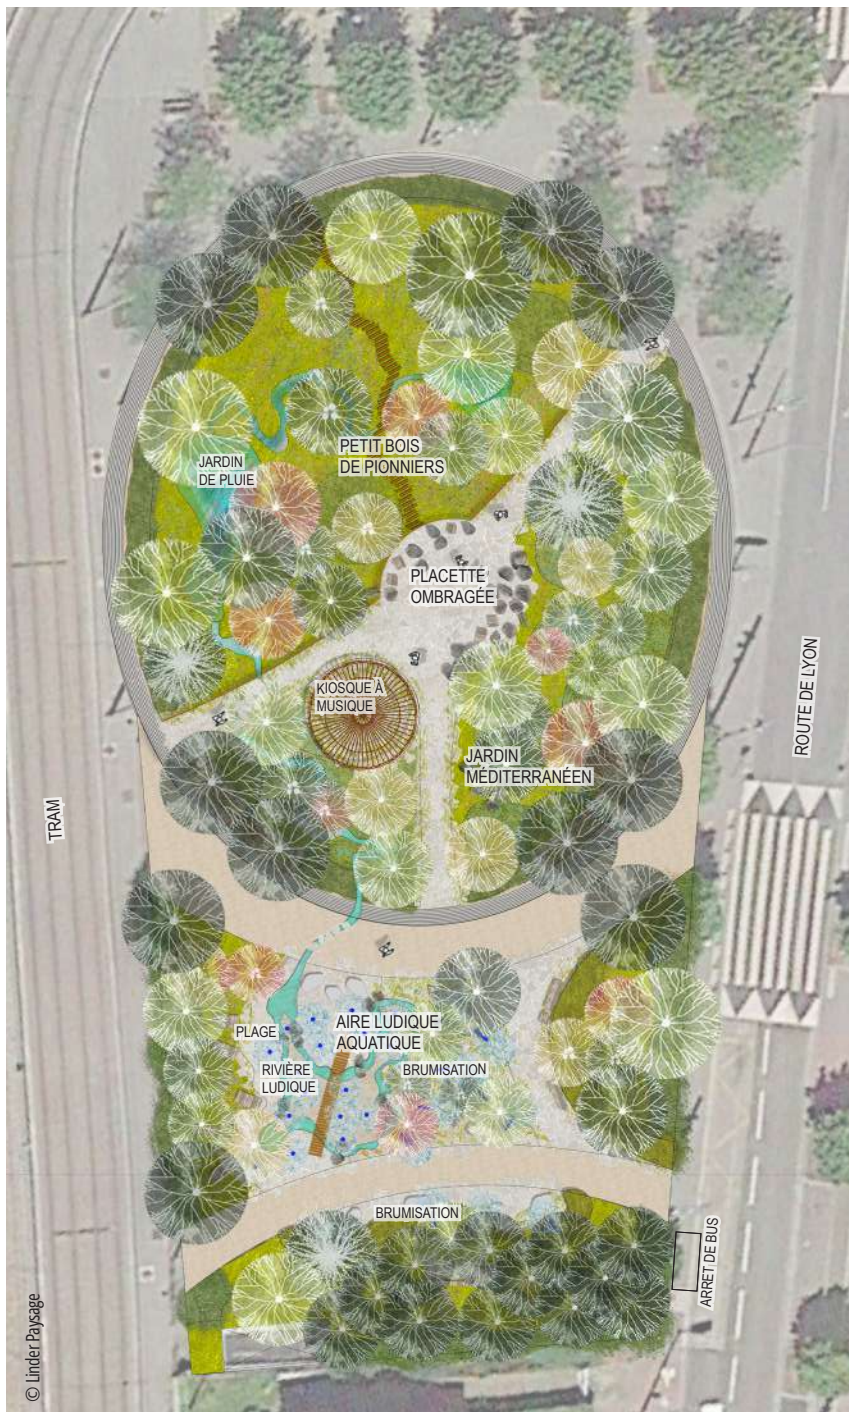 JARDIN
DE PLUIE
PETIT BOIS
DE PIONNIERS
PLACETTE
OMBRAGÉE
KIOSQUE À
MUSIQUE
JARDIN
MÉDITERRANÉEN
ROUTE DE LYON
TRAM
PLAGE
AIRE LUDIQUE
AQUATIQUE
RIVIÈRE
LUDIQUE
BRUMISATION
BRUMISATION
ARRET DE BUS
© Linder Paysage